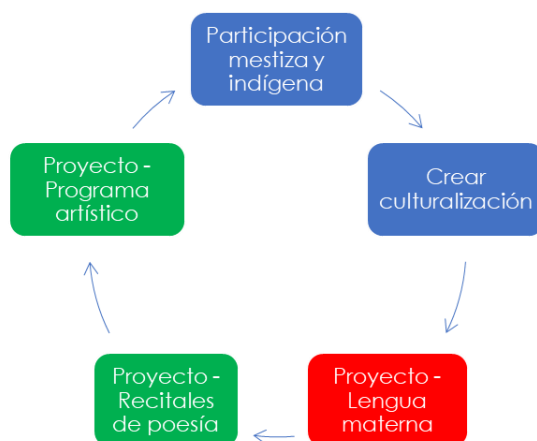 Participación
mestiza y
indígena
Crear
culturalización
Proyecto -
Lengua
materna
Proyecto -
Recitales
de poesía
Proyecto -
Programa
artístico